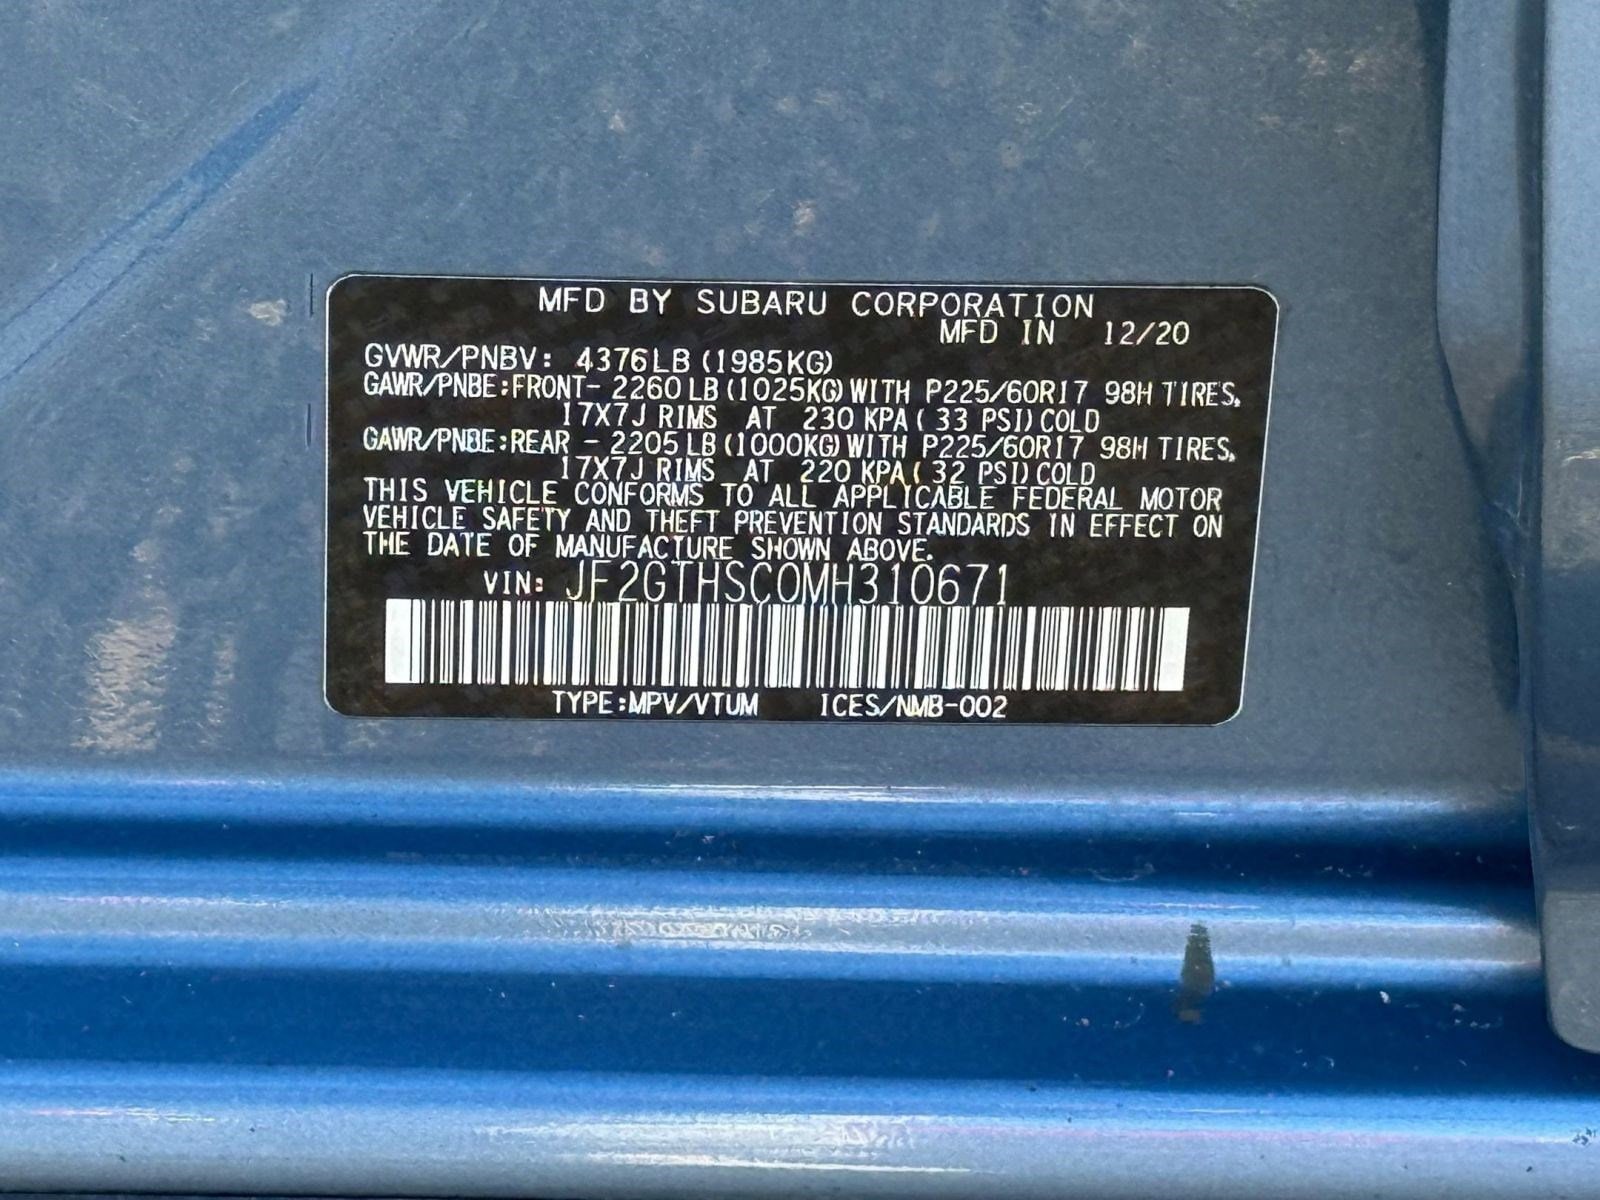 MFD BY SUBARU CORPORATION
MFD IN 12/20
GVWR/PNBV: 4376LB (1985KG)
GAWR/PNBE:FRONT- 2260LB(1025KG)WITH P225/60R17 98H TIRES,
17X7J RIMS AT 230 KPA( 33 PSI)COLD
GAWR/PNBE:REAR - 2205LB(1000KG)WITH P225/60R17 98H TIRES,
17X7J RIMS AT 220 KPA( 32 PSI)COLD
THIS VEHICLE CONFORMS TO ALL APPLICABLE FEDERAL MOTOR
VEHICLE SAFETY AND THEFT PREVENTION STANDARDS IN EFFECT ON
THE DATE OF MANUFACTURE SHOWN ABOVE.
VIN: JF2GTHSC0MH310671
TYPE:MPV/VTUM ICES/NMB-002